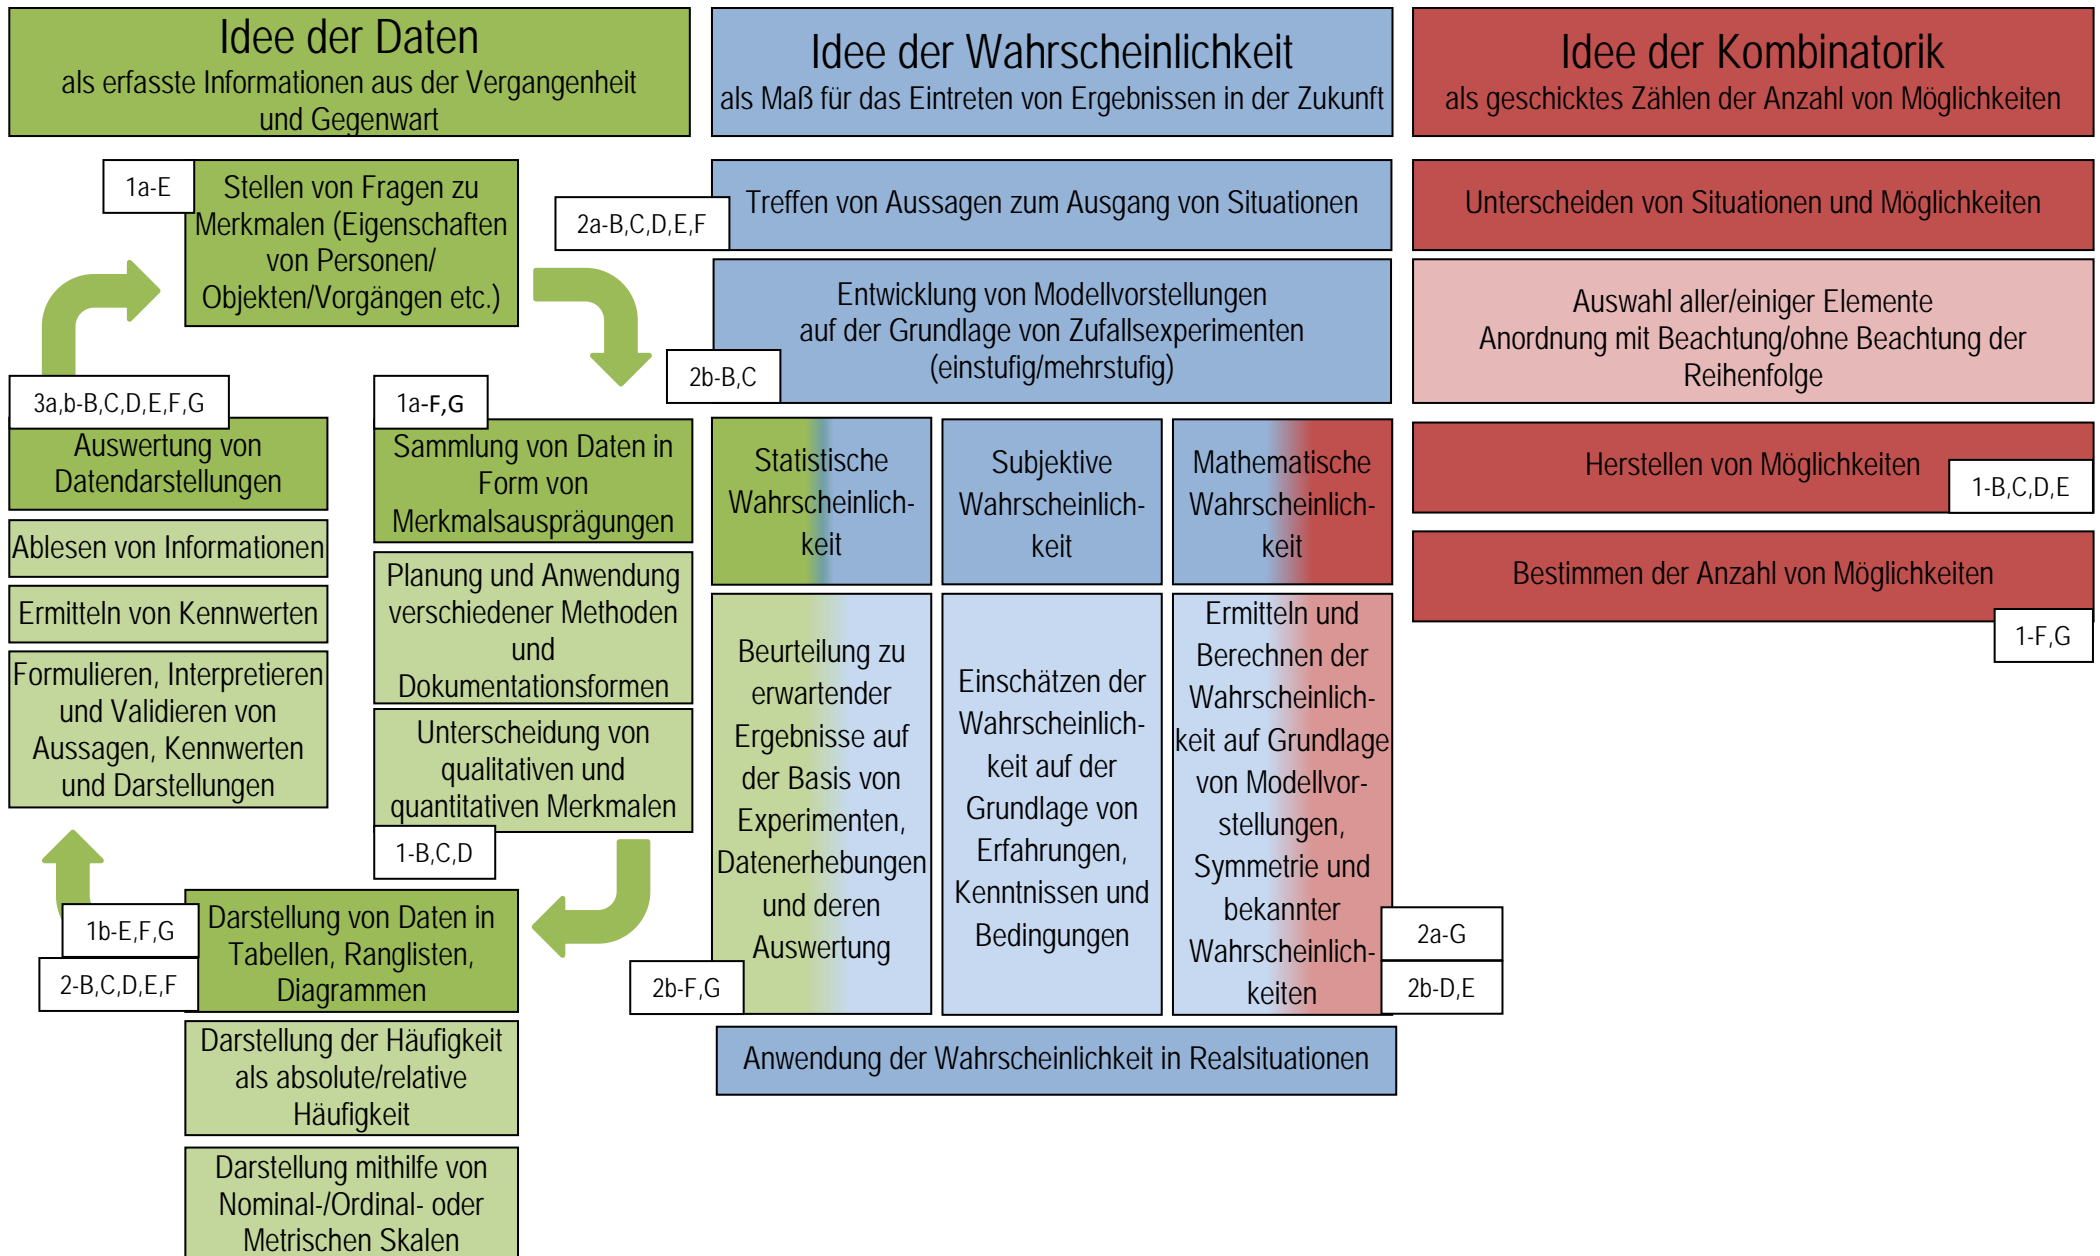 Idee der Daten
als erfasste Informationen aus der Vergangenheit
und Gegenwart
1a-E
Stellen von Fragen zu
Merkmalen (Eigenschaften
von Personen/
Objekten/Vorgängen etc.)
3a,b-B,C,D,E,F,G
Auswertung von
Datendarstellungen
Ablesen von Informationen
Ermitteln von Kennwerten
Formulieren, Interpretieren
und Validieren von
Aussagen, Kennwerten
und Darstellungen
1a-F,G
Sammlung von Daten in
Form von
Merkmalsausprägungen
Planung und Anwendung
verschiedener Methoden
und
Dokumentationsformen
Unterscheidung von
qualitativen und
quantitativen Merkmalen
1-B,C,D
1b-E,F,G
2-B,C,D,E,F
Darstellung von Daten in
Tabellen, Ranglisten,
Diagrammen
Darstellung der Häufigkeit
als absolute/relative
Häufigkeit
Darstellung mithilfe von
Nominal-/Ordinal- oder
Metrischen Skalen
Idee der Wahrscheinlichkeit
als Maß für das Eintreten von Ergebnissen in der Zukunft
Treffen von Aussagen zum Ausgang von Situationen
2a-B,C,D,E,F
Entwicklung von Modellvorstellungen
auf der Grundlage von Zufallsexperimenten
(einstufig/mehrstufig)
2b-B,C
Statistische
Wahrscheinlich-
keit
Beurteilung zu
erwartender
Ergebnisse auf
der Basis von
Experimenten,
Datenerhebungen
und deren
Auswertung
2b-F,G
Subjektive
Wahrscheinlich-
keit
Einschätzen der
Wahrscheinlich-
keit auf der
Grundlage von
Erfahrungen,
Kenntnissen und
Bedingungen
Mathematische
Wahrscheinlich-
keit
Ermitteln und
Berechnen der
Wahrscheinlich-
keit auf Grundlage
von Modellvor-
stellungen,
Symmetrie und
bekannter
Wahrscheinlich-
keiten
2a-G
2b-D,E
Anwendung der Wahrscheinlichkeit in Realsituationen
Idee der Kombinatorik
als geschicktes Zählen der Anzahl von Möglichkeiten
Unterscheiden von Situationen und Möglichkeiten
Auswahl aller/einiger Elemente
Anordnung mit Beachtung/ohne Beachtung der
Reihenfolge
Herstellen von Möglichkeiten
1-B,C,D,E
Bestimmen der Anzahl von Möglichkeiten
1-F,G